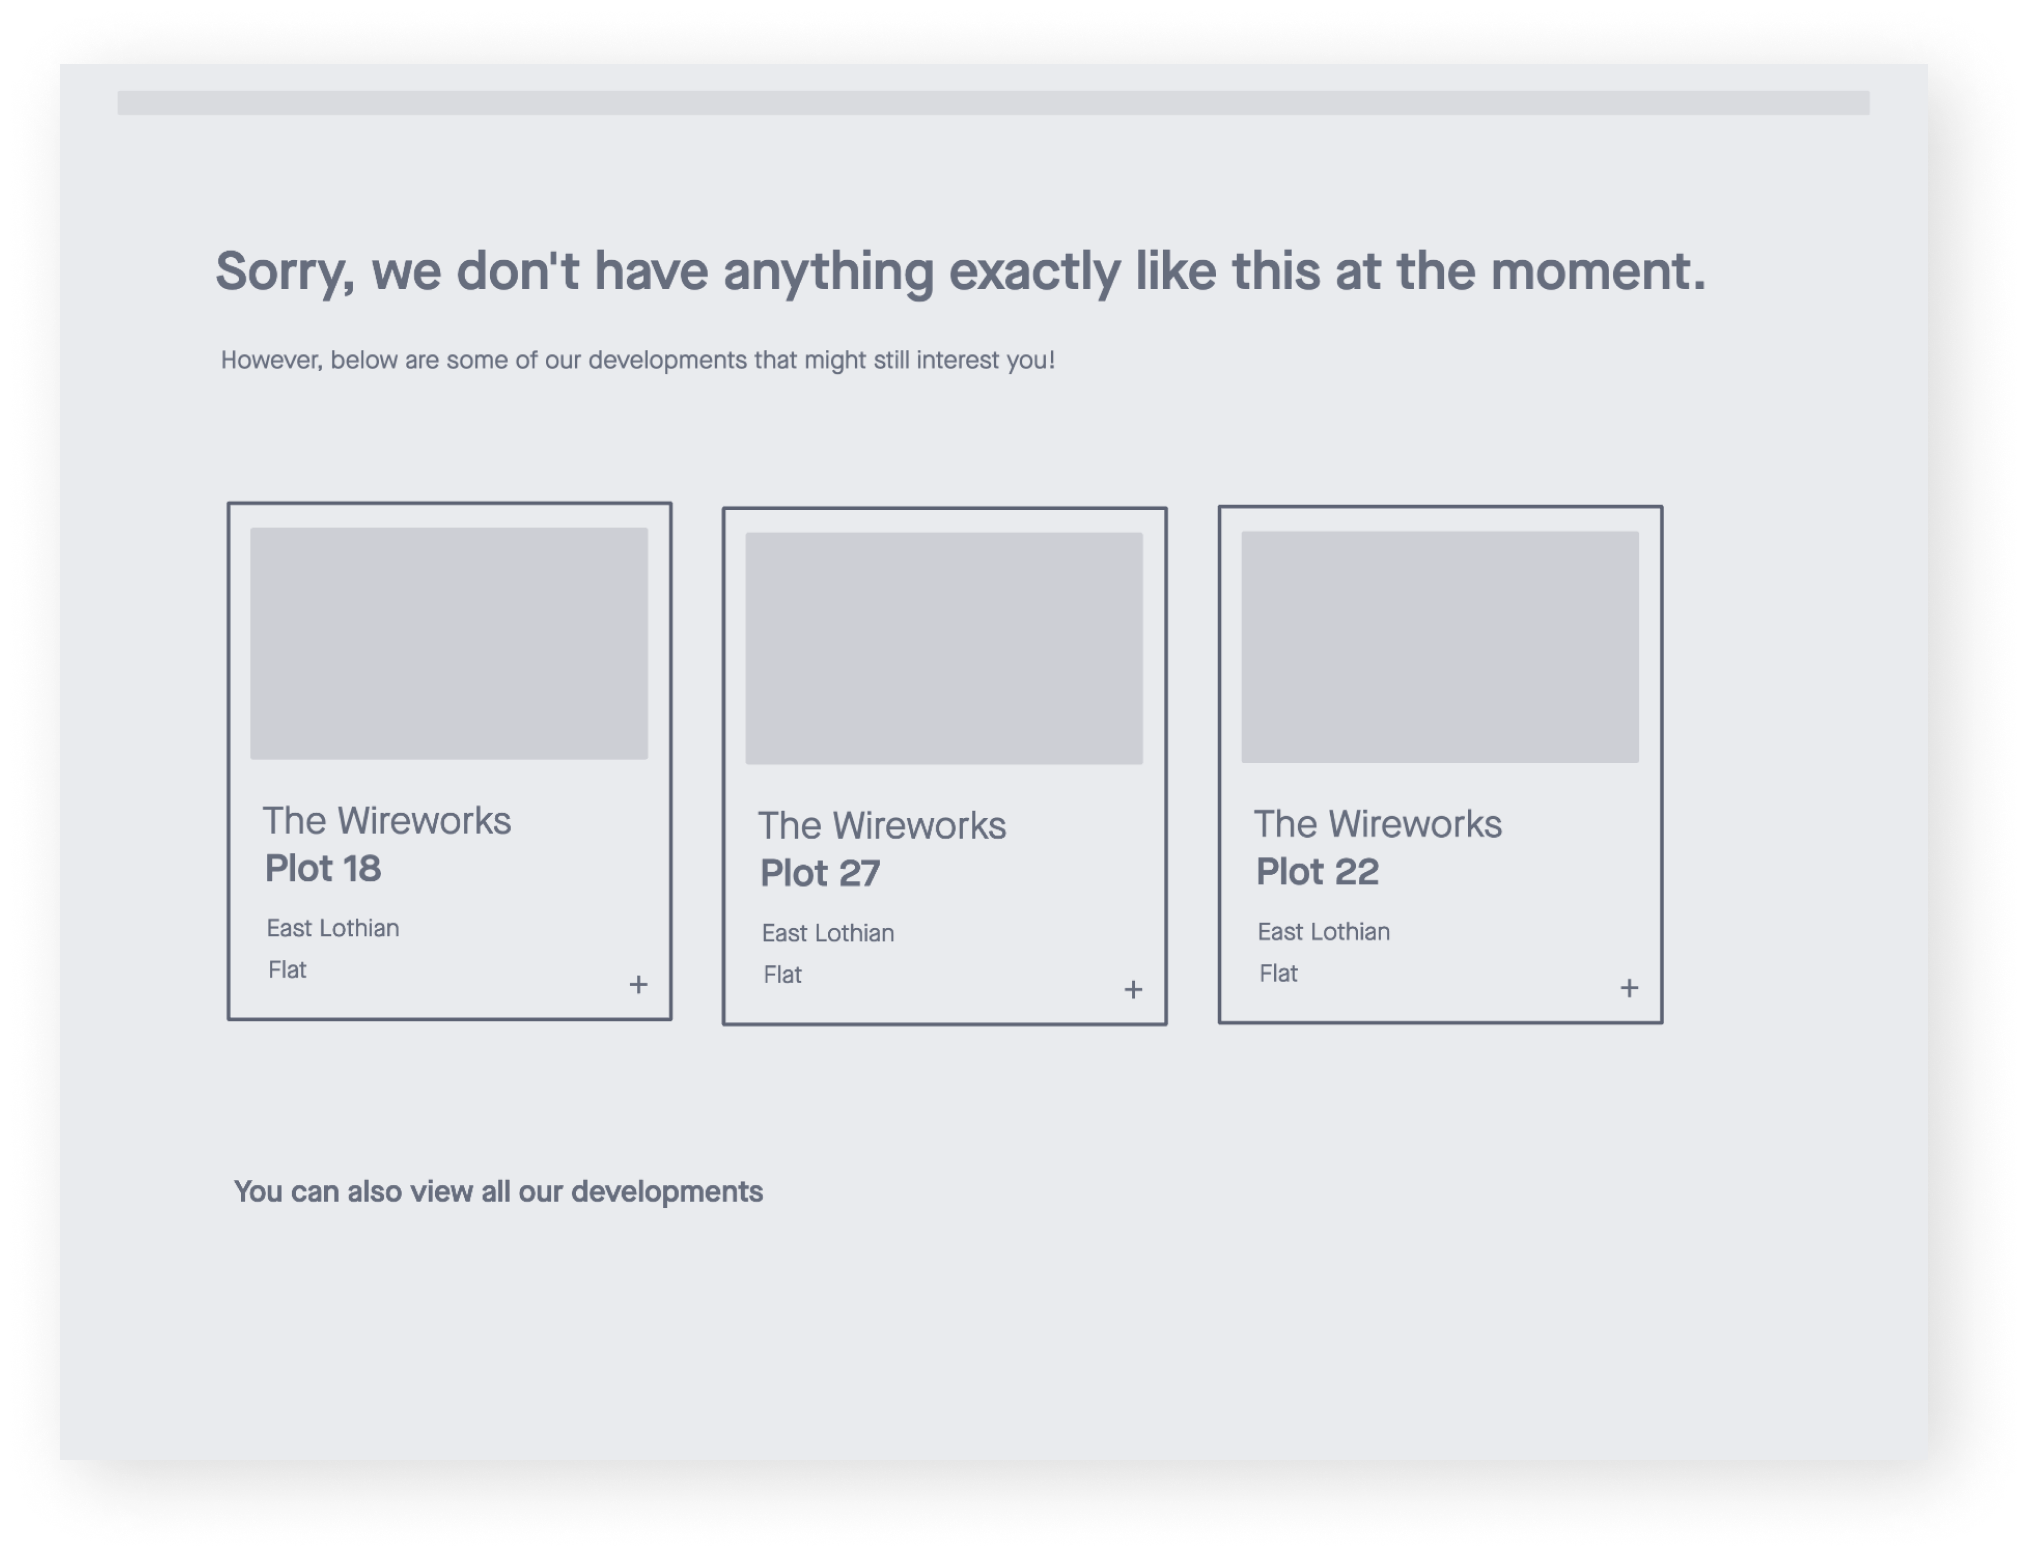 Sorry, we don't have anything exactly like this at the moment.
However, below are some of our developments that might still interest you!
The Wireworks
Plot 18
East Lothian
Flat
+
The Wireworks
Plot 27
East Lothian
Flat
+
The Wireworks
Plot 22
East Lothian
Flat
+
You can also view all our developments